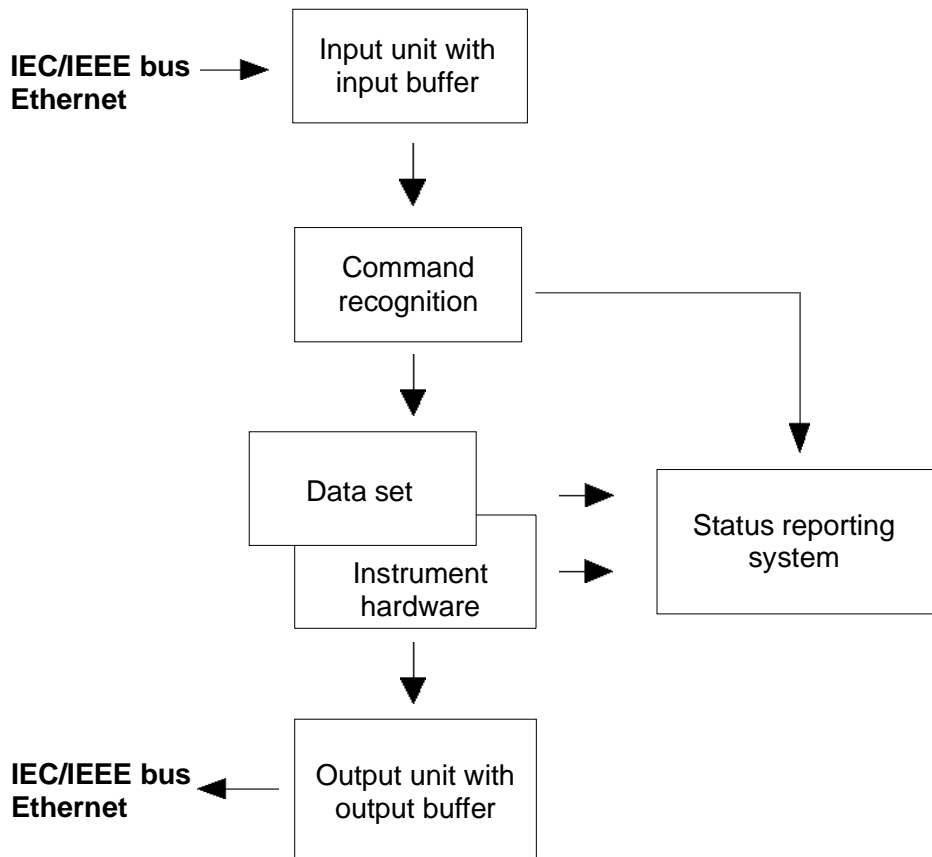 IEC/IEEE bus
Ethernet
Input unit with
input buffer
Command
recognition
Data set
Instrument
hardware
Status reporting
system
IEC/IEEE bus
Ethernet
Output unit with
output buffer